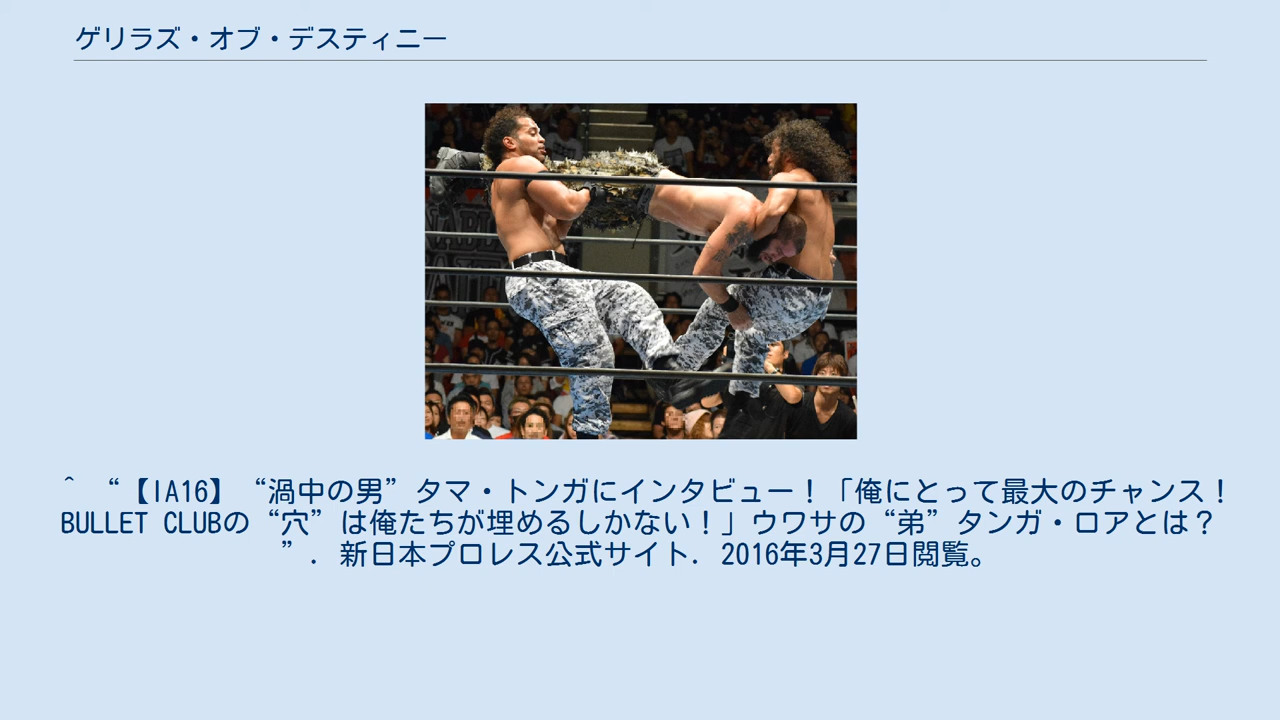 ゲリラズ・オブ・デスティニー
^ “【IA16】“渦中の男”タマ・トンガにインタビュー！「俺にとって最大のチャンス！
BULLET CLUBの“穴”は俺たちが埋めるしかない！」ウワサの“弟”タンガ・ロアとは？
”. 新日本プロレス公式サイト. 2016年3月27日閲覧。